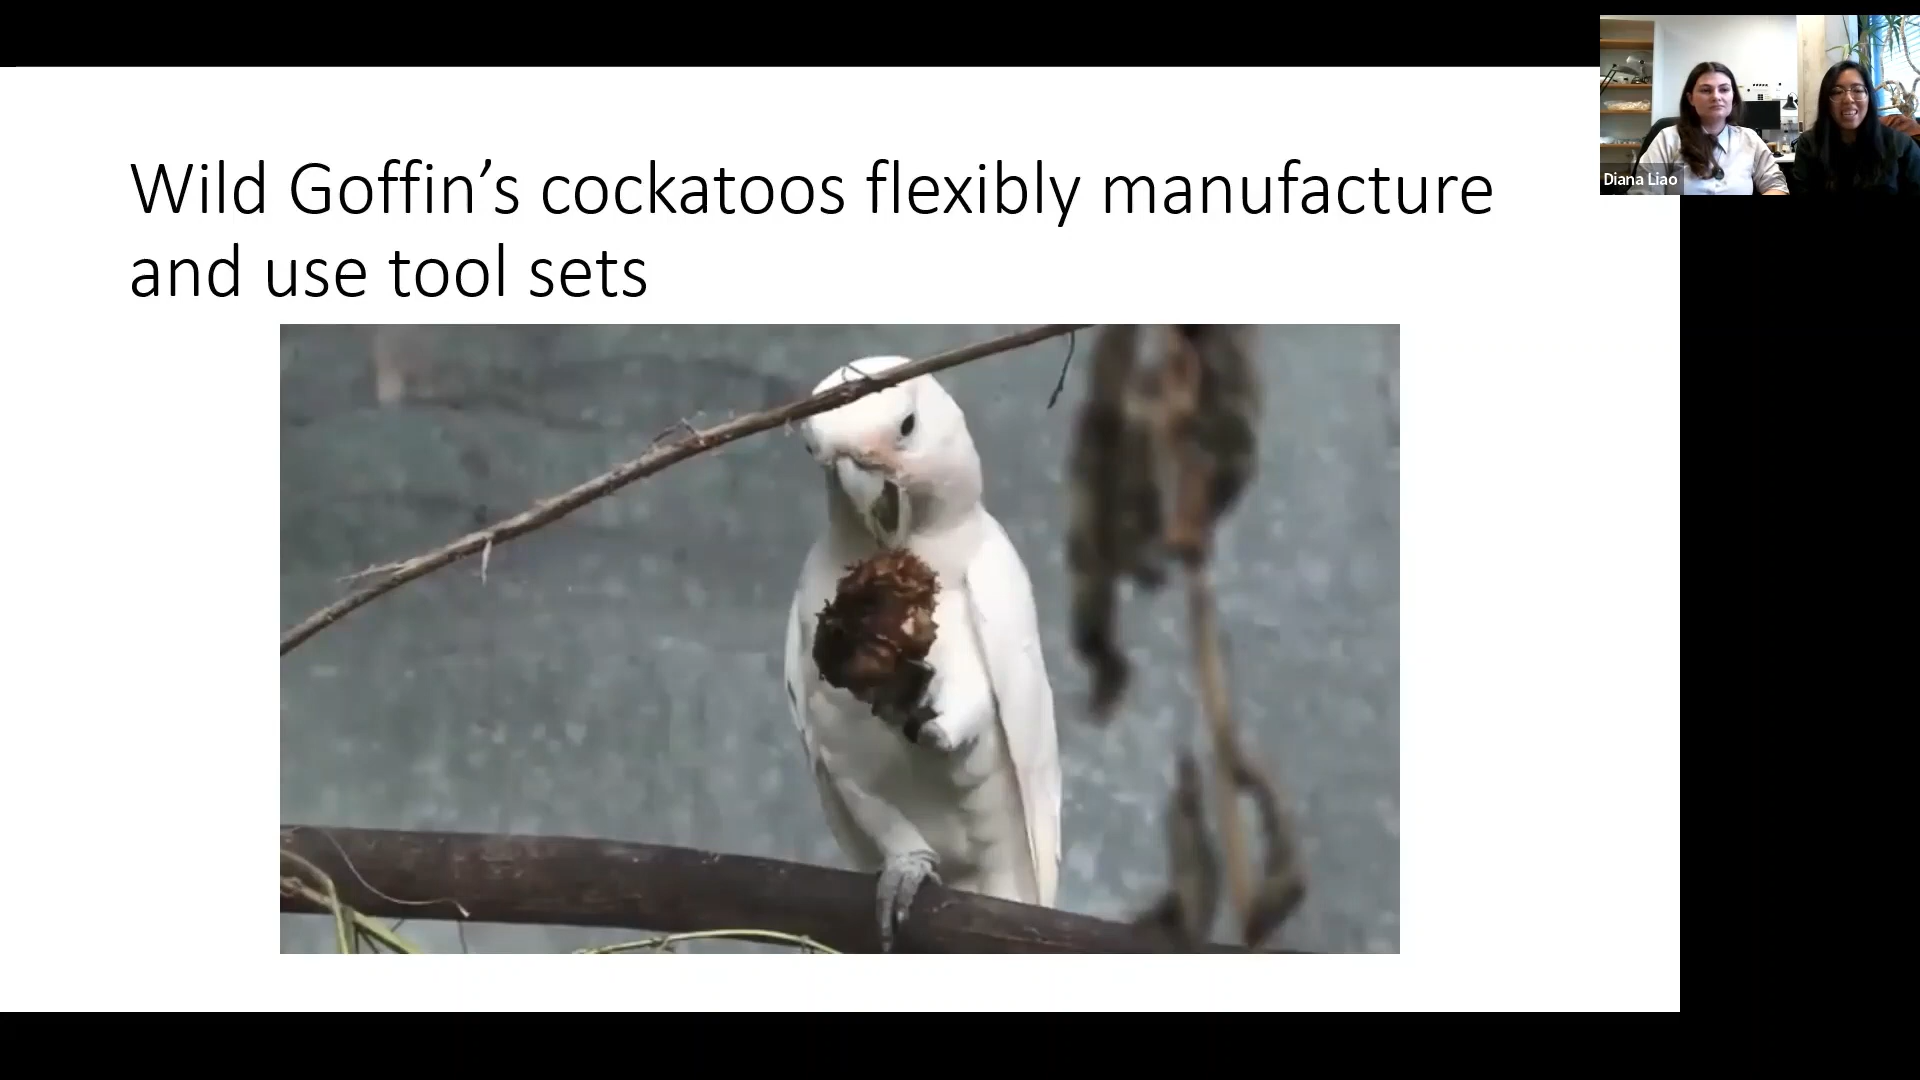 Wild Goffin’s cockatoos flexibly manufacture
and use tool sets
Diana Liao